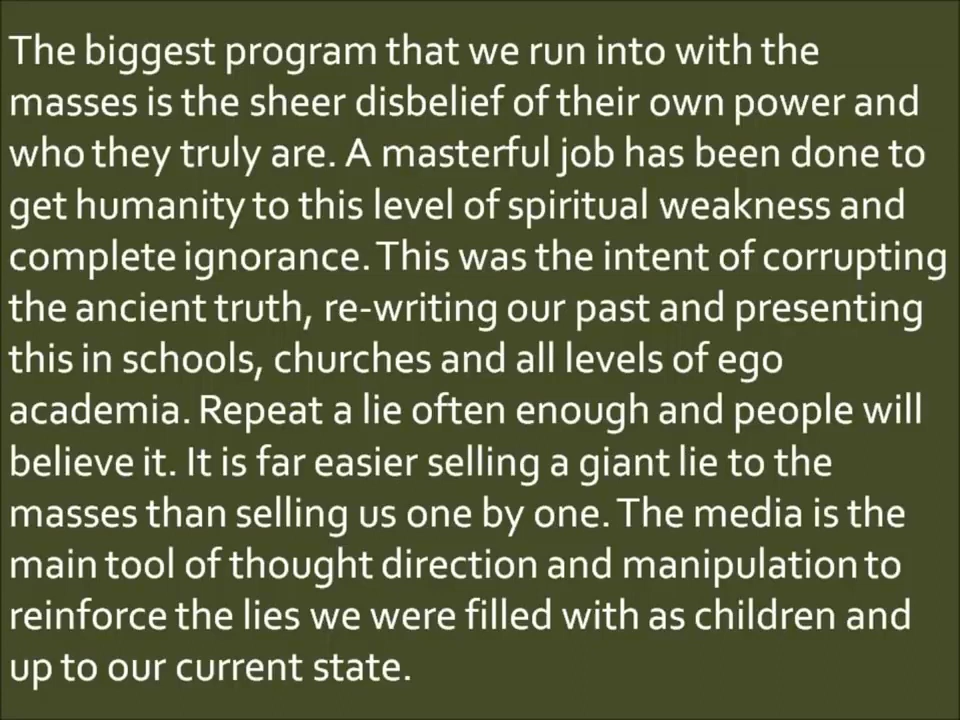 The biggest program that we run into with the
masses is the sheer disbelief of their own power and
who they truly are. A masterful job has been done to
get humanity to this level of spiritual weakness and
complete ignorance. This was the intent of corrupting
the ancient truth, re-writing our past and presenting
this in schools, churches and all levels of ego
academia. Repeat a lie often enough and people will
believe it. It is far easier selling a giant lie to the
masses than selling us one by one. The media is the
main tool of thought direction and manipulation to
reinforce the lies we were filled with as children and
up to our current state.